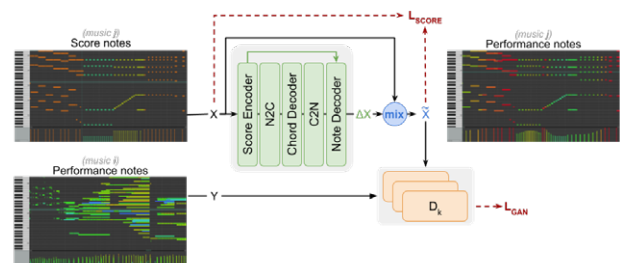 (music j)
Score notes
L_SCORE
(music j)
Performance notes
X
Score Encoder
N2C
Chord Decoder
C2N
Note Decoder
ΔX
mix
X̃
(music i)
Performance notes
Y
D_k
L_GAN